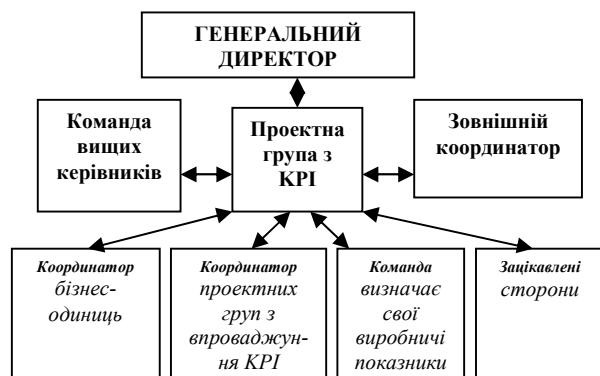 ГЕНЕРАЛЬНИЙ
ДИРЕКТОР
Команда
вищих
керівників
Проектна
група з
KPI
Зовнішній
координатор
Координатор
бізнес-
одиниць
Координатор
проектних
груп з
впроваджун-
ня KPI
Команда
визначає
свої
виробничі
показники
Зацікавлені
сторони